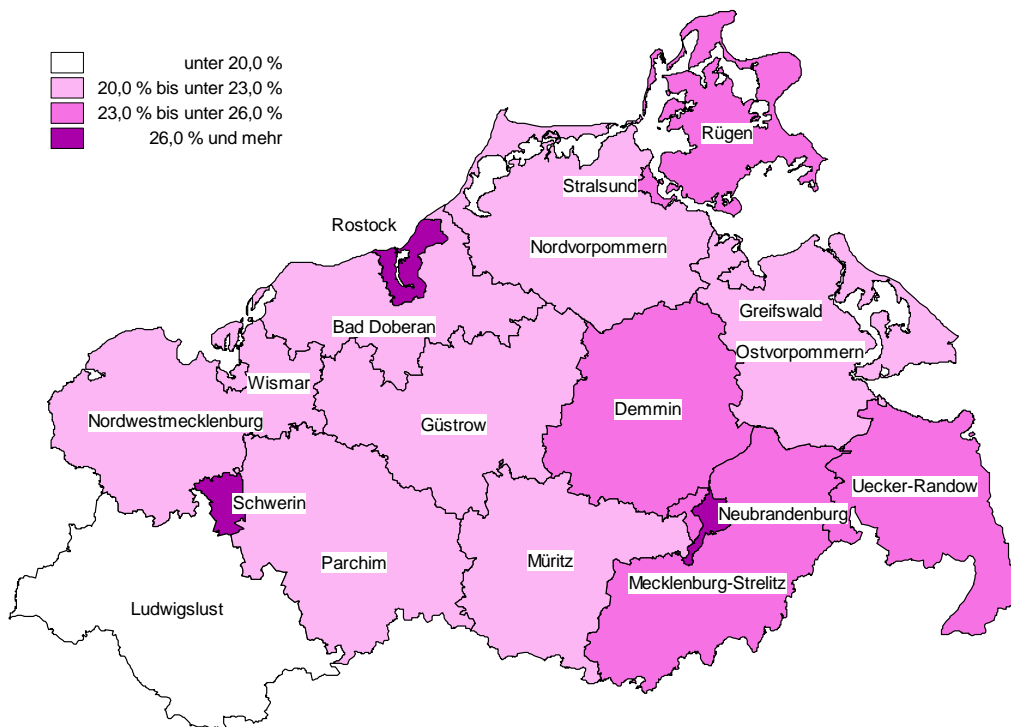 unter 20,0 %
20,0 % bis unter 23,0 %
23,0 % bis unter 26,0 %
26,0 % und mehr
Rügen
Stralsund
Rostock
Nordvorpommern
Greifswald
Bad Doberan
Ostvorpommern
Wismar
Demmin
Nordwestmecklenburg
Güstrow
Uecker-Randow
Schwerin
Neubrandenburg
Parchim
Müritz
Mecklenburg-Strelitz
Ludwigslust